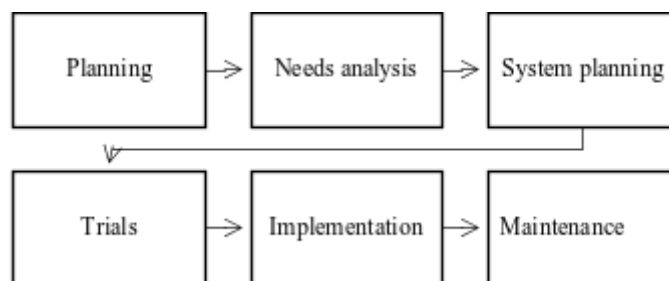 Planning
Needs analysis
System planning
Trials
Implementation
Maintenance